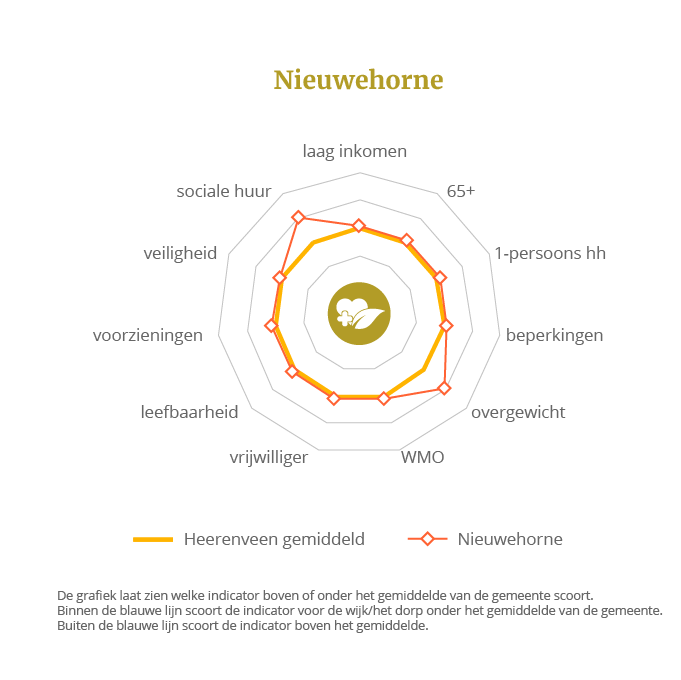 Nieuwehorne
laag inkomen
sociale huur
65+
veiligheid
1-persoons hh
voorzieningen
beperkingen
leefbaarheid
overgewicht
vrijwilliger
WMO
Heerenveen gemiddeld
Nieuwehorne
De grafiek laat zien welke indicator boven of onder het gemiddelde van de gemeente scoort.
Binnen de blauwe lijn scoort de indicator voor de wijk/het dorp onder het gemiddelde van de gemeente.
Buiten de blauwe lijn scoort de indicator boven het gemiddelde.